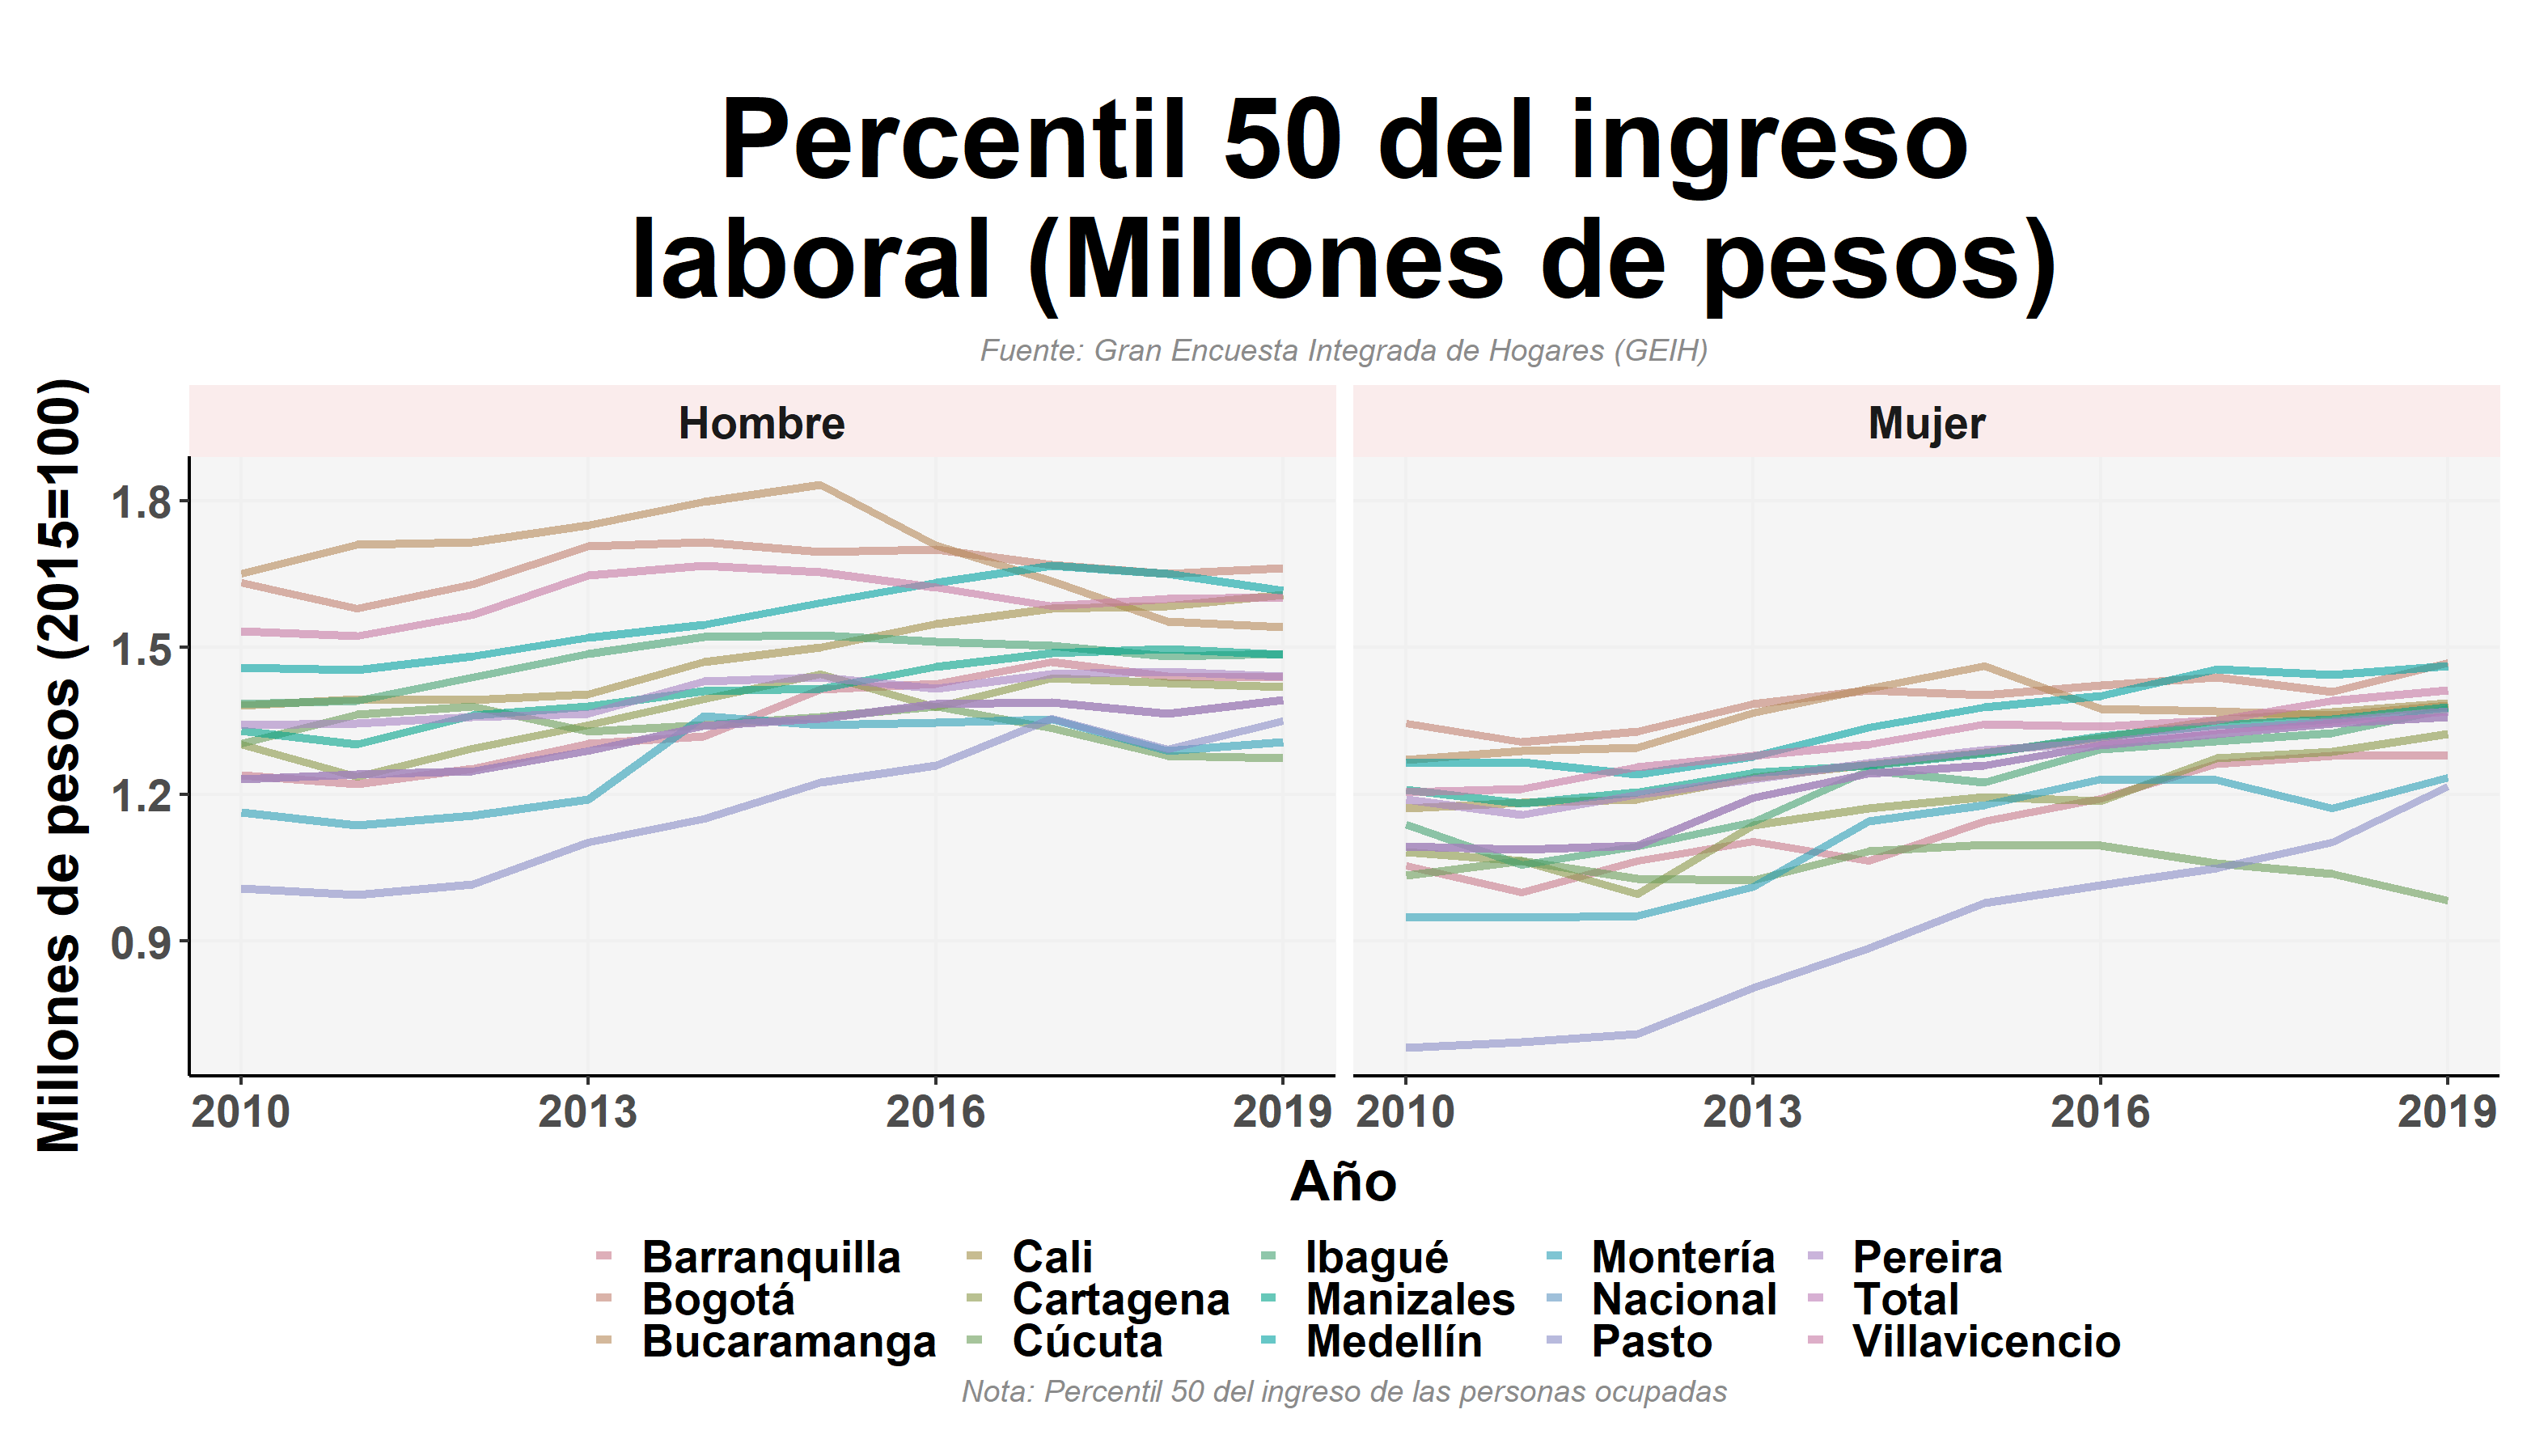 Percentil 50 del ingreso
laboral (Millones de pesos)
Fuente: Gran Encuesta Integrada de Hogares (GEIH)
Millones de pesos (2015=100)
Hombre
Mujer
1.8
1.5
1.2
0.9
2010 2013 2016 2019
2010 2013 2016 2019
Año
Barranquilla Cali Ibagué Montería Pereira
Bogotá Cartagena Manizales Nacional Total
Bucaramanga Cúcuta Medellín Pasto Villavicencio
Nota: Percentil 50 del ingreso de las personas ocupadas